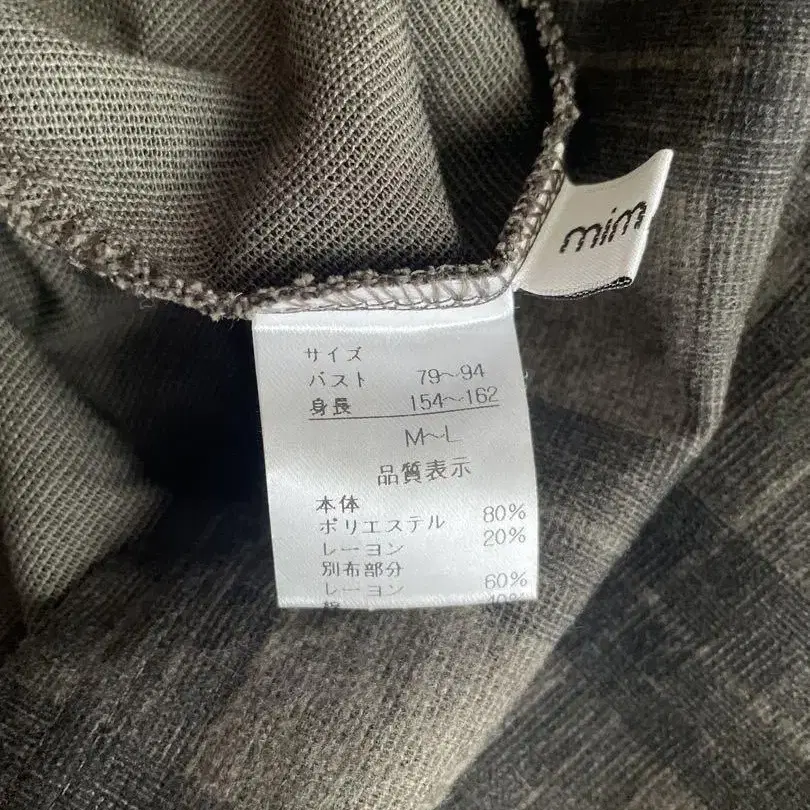 mim
サイズ
バスト 79〜94
身長 154〜162
M〜L
品質表示
本体
ポリエステル 80%
レーヨン 20%
別布部分
レーヨン 60%